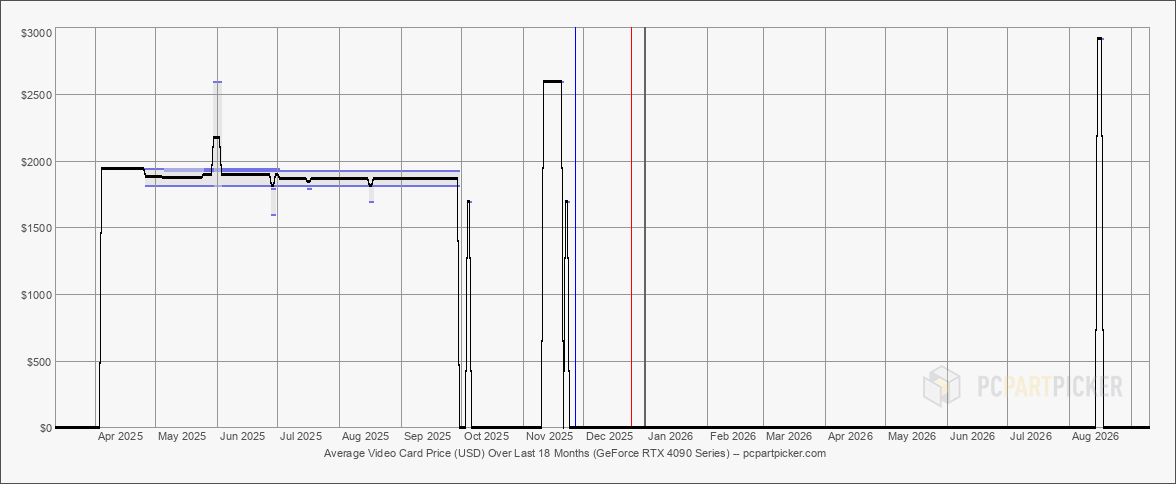 $3000
$2500
$2000
$1500
$1000
$500
$0
PCPARTPICKER
Apr 2025 May 2025 Jun 2025 Jul 2025 Aug 2025 Sep 2025 Oct 2025 Nov 2025 Dec 2025 Jan 2026 Feb 2026 Mar 2026 Apr 2026 May 2026 Jun 2026 Jul 2026 Aug 2026
Average Video Card Price (USD) Over Last 18 Months (GeForce RTX 4090 Series) -- pcpartpicker.com